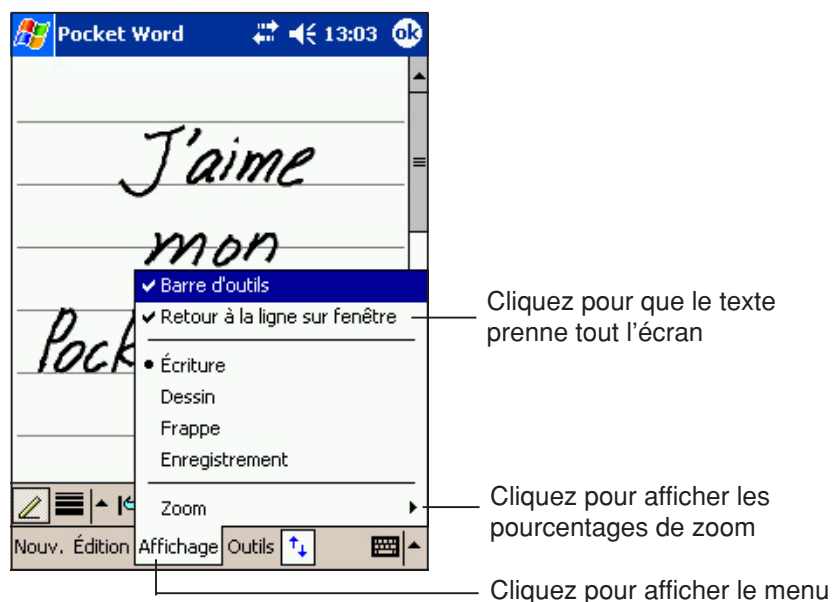 Pocket Word 13:03 ok
J'aime
mon
Pock
✓ Barre d'outils
✓ Retour à la ligne sur fenêtre
Cliquez pour que le texte
prenne tout l'écran
• Écriture
Dessin
Frappe
Enregistrement
Zoom
Cliquez pour afficher les
pourcentages de zoom
Nouv. Édition Affichage Outils
Cliquez pour afficher le menu